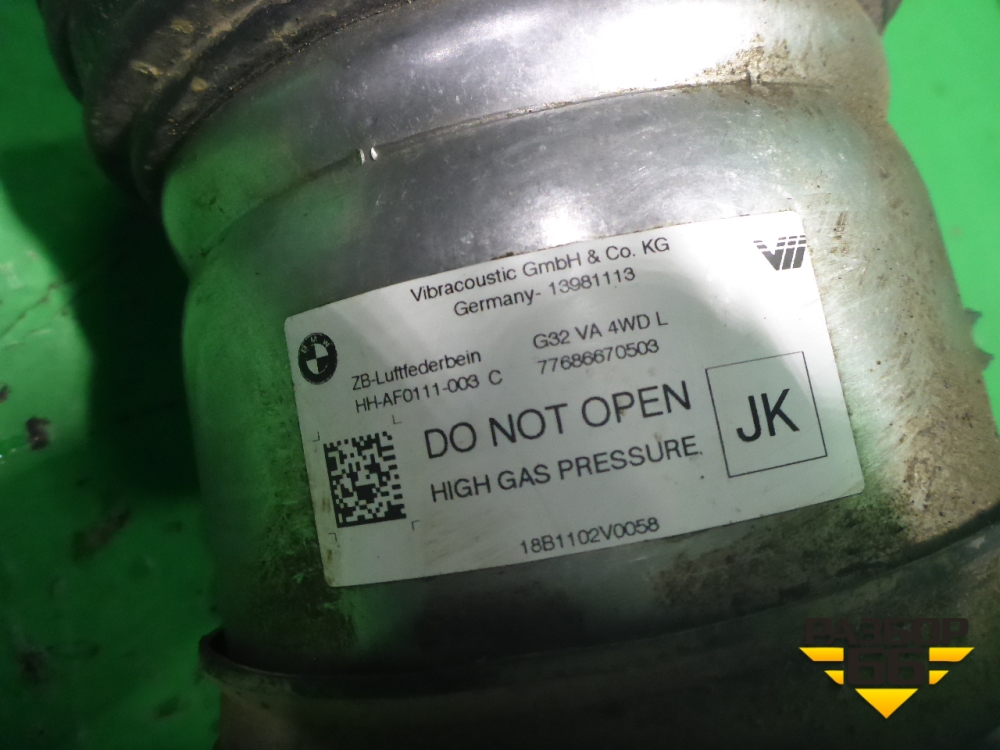 Vibracoustic GmbH & Co. KG
Germany- 13981113
BMW
ZB-Luftfederbein G32 VA 4WD L
HH-AF0111-003 C 77686670503
DO NOT OPEN
HIGH GAS PRESSURE.
JK
18B1102V0058
РАЗБОР
66